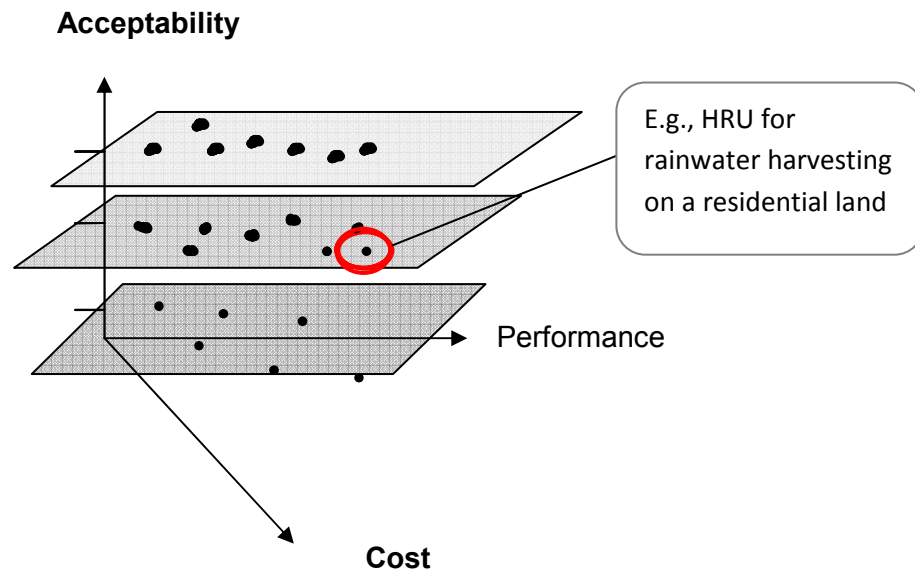 Acceptability
E.g., HRU for
rainwater harvesting
on a residential land
Performance
Cost